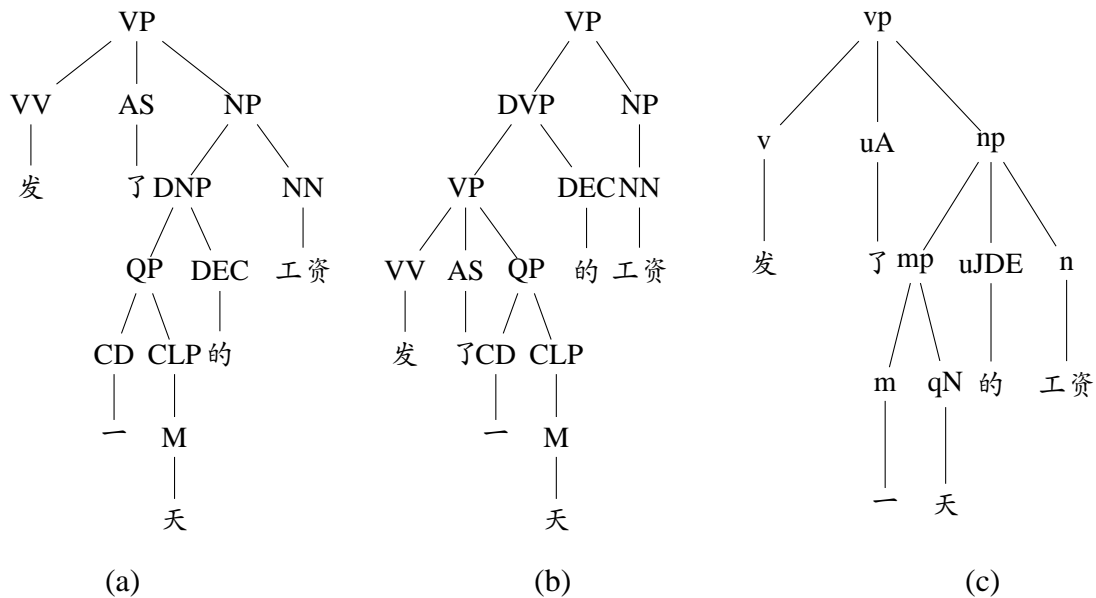 VP VP vp
VV AS NP DVP NP v uA np
发 了 DNP NN VP DEC NN 发 了 mp uJDE n
QP DEC 工资 VV AS QP 的 工资
CD CLP 的 发 了 CD CLP m qN 的 工资
一 M 一 M
天 天 一 天
(a) (b) (c)